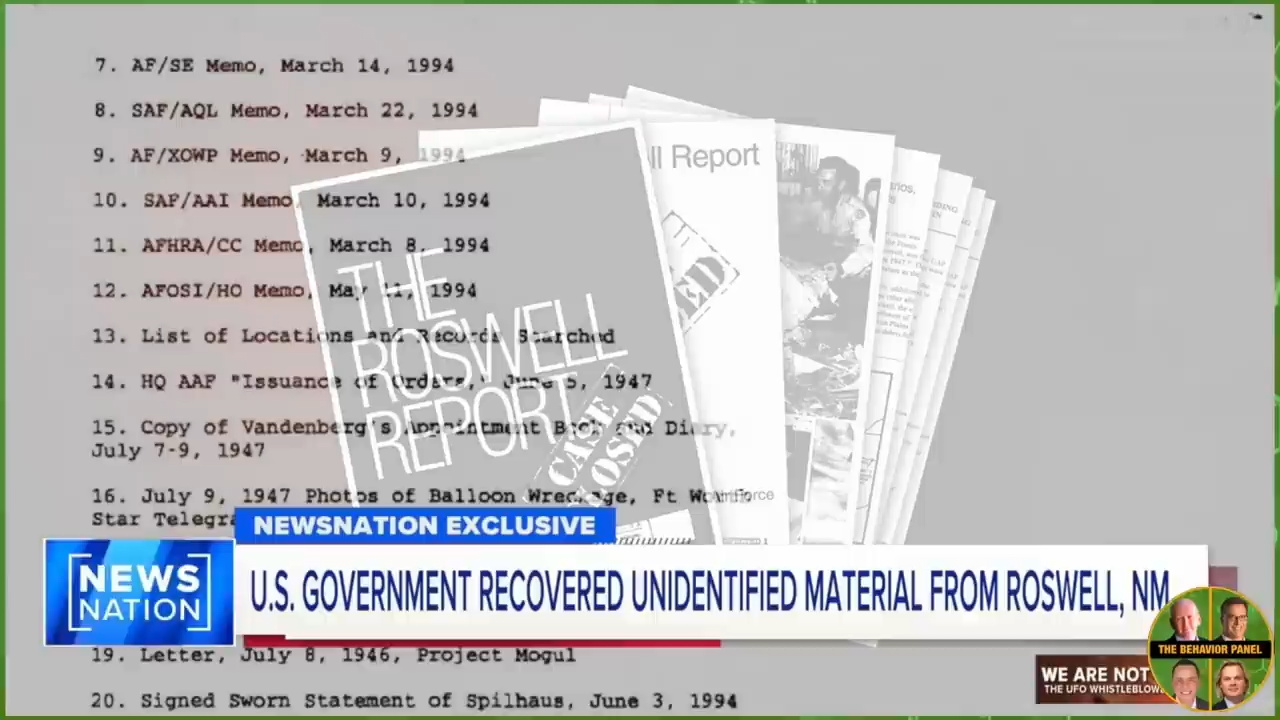 7. AF/SE Memo, March 14, 1994
8. SAF/AQL Memo, March 22, 1994
9. AF/XOWP Memo, March 9, 1994
10. SAF/AAI Memo, March 10, 1994
11. AFHRA/CC Memo, March 8, 1994
12. AFOSI/HO Memo, May 11, 1994
13. List of Locations and Records Searched
14. HQ AAF "Issuance of Orders," June 5, 1947
15. Copy of Vandenberg's Appointment Book and Diary,
July 7-9, 1947
16. July 9, 1947 Photos of Balloon Wreckage, Ft Worth
Star Telegra
19. Letter, July 8, 1946, Project Mogul
20. Signed Sworn Statement of Spilhaus, June 3, 1994
THE
ROSWELL
REPORT
CASE
CLOSED
ll Report
NEWSNATION EXCLUSIVE
NEWS
NATION
U.S. GOVERNMENT RECOVERED UNIDENTIFIED MATERIAL FROM ROSWELL, NM
WE ARE NOT
THE UFO WHISTLEBLOW
THE BEHAVIOR PANEL